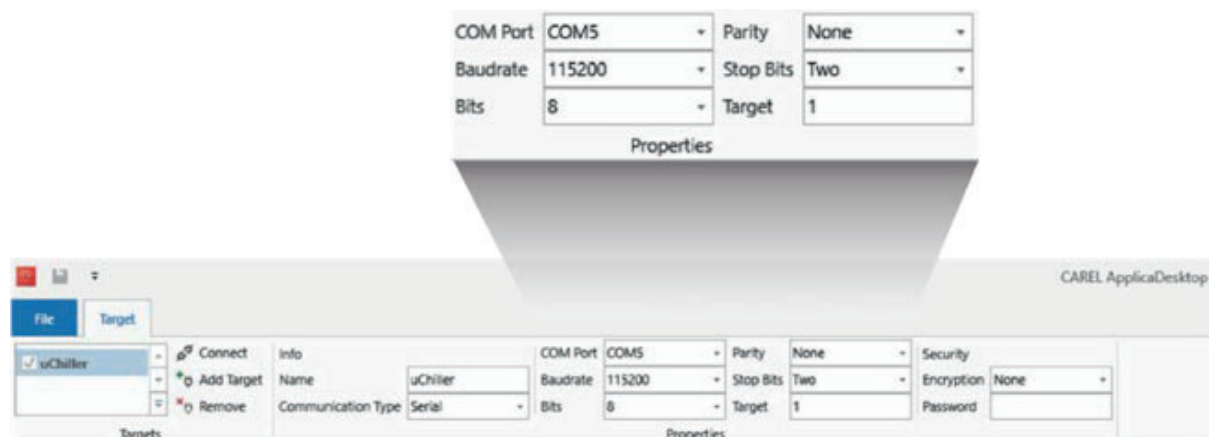 COM Port COM5 Parity None
Baudrate 115200 Stop Bits Two
Bits 8 Target 1
Properties
CAREL ApplicaDesktop
File Target
uChiller Connect Info COM Port COM5 Parity None Security
Add Target Name uChiller Baudrate 115200 Stop Bits Two Encryption None
Remove Communication Type Serial Bits 8 Target 1 Password
Targets Properties